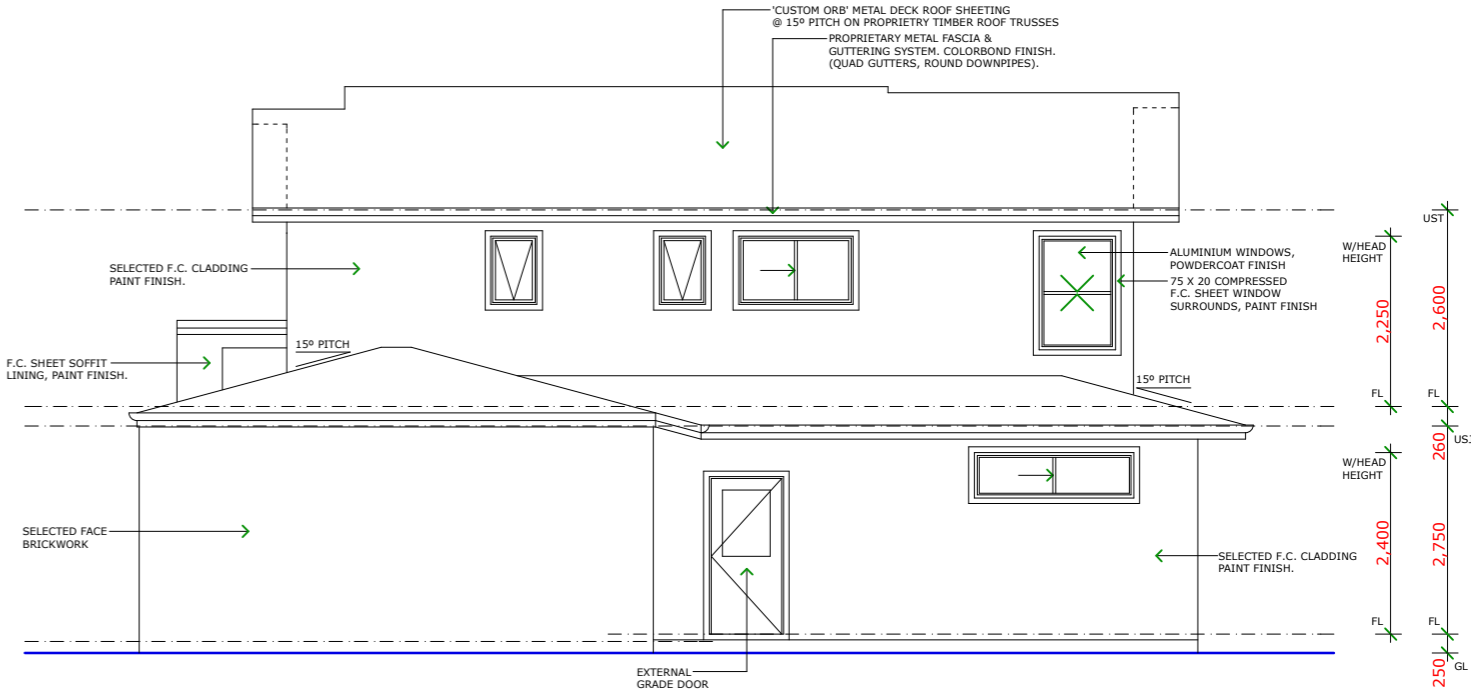 'CUSTOM ORB' METAL DECK ROOF SHEETING
@ 15º PITCH ON PROPRIETRY TIMBER ROOF TRUSSES
PROPRIETARY METAL FASCIA &
GUTTERING SYSTEM. COLORBOND FINISH.
(QUAD GUTTERS, ROUND DOWNPIPES).
UST
W/HEAD
HEIGHT
ALUMINIUM WINDOWS,
POWDERCOAT FINISH
75 X 20 COMPRESSED
F.C. SHEET WINDOW
SURROUNDS, PAINT FINISH
SELECTED F.C. CLADDING
PAINT FINISH.
2,250
2,600
15º PITCH
F.C. SHEET SOFFIT
LINING, PAINT FINISH.
15º PITCH
FL
FL
260
USJ
W/HEAD
HEIGHT
SELECTED FACE
BRICKWORK
2,400
2,750
SELECTED F.C. CLADDING
PAINT FINISH.
FL
FL
EXTERNAL
GRADE DOOR
250
GL